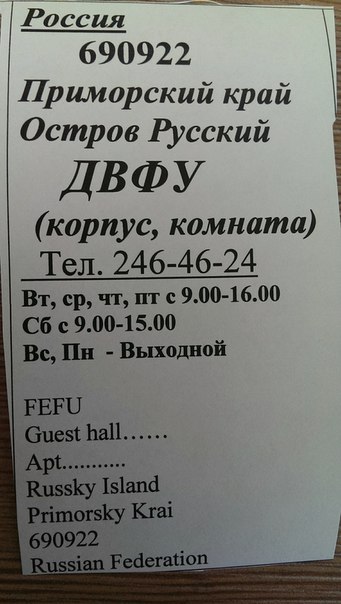 Россия
690922
Приморский край
Остров Русский
ДВФУ
(корпус, комната)
Тел. 246-46-24
Вт, ср, чт, пт с 9.00-16.00
Сб с 9.00-15.00
Вс, Пн - Выходной
FEFU
Guest hall......
Apt...........
Russky Island
Primorsky Krai
690922
Russian Federation